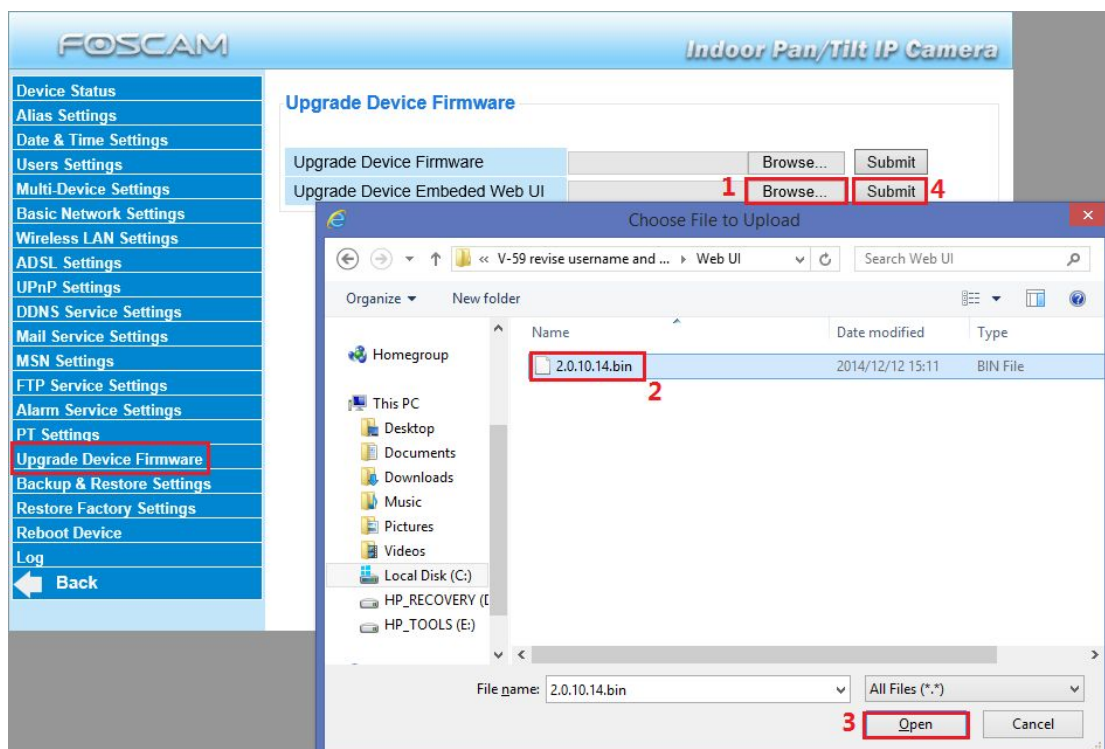 FOSCAM
Indoor Pan/Tilt IP Camera
Device Status
Alias Settings
Date & Time Settings
Users Settings
Multi-Device Settings
Basic Network Settings
Wireless LAN Settings
ADSL Settings
UPnP Settings
DDNS Service Settings
Mail Service Settings
MSN Settings
FTP Service Settings
Alarm Service Settings
PT Settings
Upgrade Device Firmware
Backup & Restore Settings
Restore Factory Settings
Reboot Device
Log
Back
Upgrade Device Firmware
Upgrade Device Firmware Browse... Submit
Upgrade Device Embeded Web UI 1 Browse... Submit 4
Choose File to Upload
« V-59 revise username and ... Web UI Search Web UI
Organize New folder
Name Date modified Type
2.0.10.14.bin 2014/12/12 15:11 BIN File
2
Homegroup
This PC
Desktop
Documents
Downloads
Music
Pictures
Videos
Local Disk (C:)
HP_RECOVERY (
HP_TOOLS (E:)
File name: 2.0.10.14.bin All Files (*.*)
3 Open Cancel